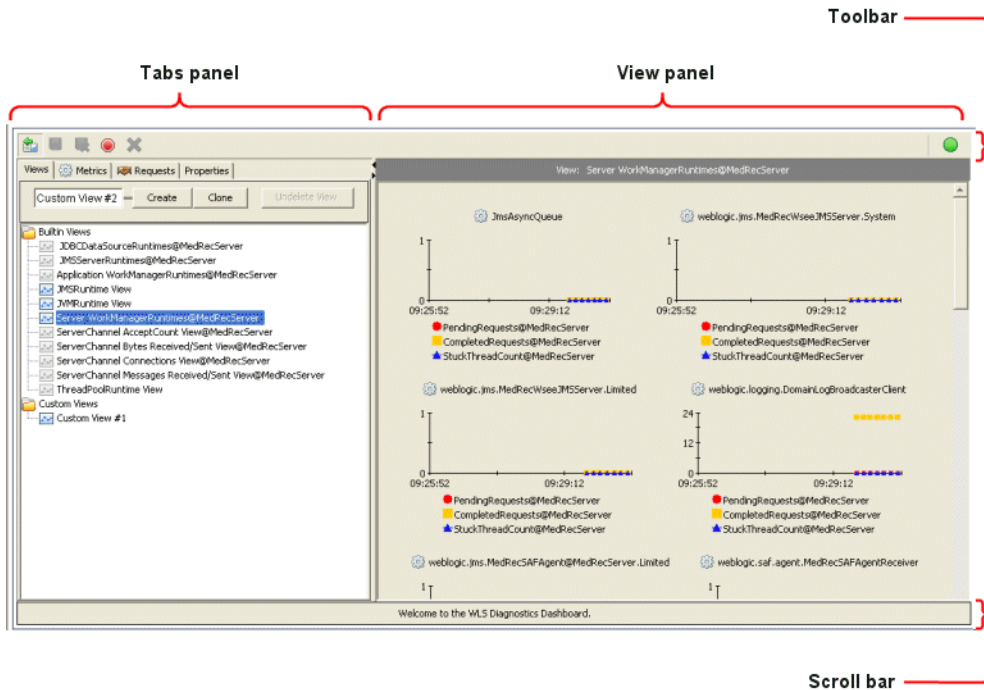 Toolbar
Tabs panel
View panel
Views
Metrics
Requests
Properties
View: Server WorkManagerRuntimes@MedRecServer
Custom View #2
Create
Clone
Undelete View
Builtin Views
JDBCDataSourceRuntimes@MedRecServer
JMSServerRuntimes@MedRecServer
Application WorkManagerRuntimes@MedRecServer
JMSRuntime View
JVMRuntime View
Server WorkManagerRuntimes@MedRecServer
ServerChannel AcceptCount View@MedRecServer
ServerChannel Bytes Received/Sent View@MedRecServer
ServerChannel Connections View@MedRecServer
ServerChannel Messages Received/Sent View@MedRecServer
ThreadPoolRuntime View
Custom Views
Custom View #1
JmsAsyncQueue
1
0
09:25:52
09:29:12
PendingRequests@MedRecServer
CompletedRequests@MedRecServer
StuckThreadCount@MedRecServer
weblogic.jms.MedRecWseeJMSServer.System
1
0
09:25:52
09:29:12
PendingRequests@MedRecServer
CompletedRequests@MedRecServer
StuckThreadCount@MedRecServer
weblogic.jms.MedRecWseeJMSServer.Limited
1
0
09:25:52
09:29:12
PendingRequests@MedRecServer
CompletedRequests@MedRecServer
StuckThreadCount@MedRecServer
weblogic.logging.DomainLogBroadcasterClient
24
12
0
09:25:52
09:29:12
PendingRequests@MedRecServer
CompletedRequests@MedRecServer
StuckThreadCount@MedRecServer
weblogic.jms.MedRecSAFAgent@MedRecServer.Limited
1
weblogic.saf.agent.MedRecSAFAgentReceiver
1
Welcome to the WLS Diagnostics Dashboard.
Scroll bar